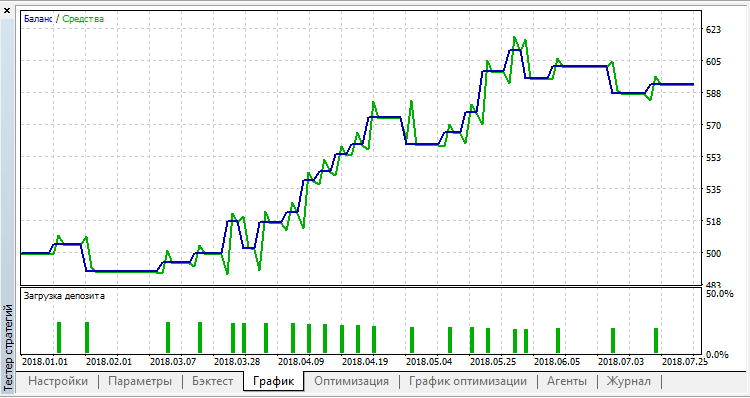 Баланс / Средства
623
605
588
570
553
535
518
500
483
Загрузка депозита
50.0%
0.0%
2018.01.01 2018.02.01 2018.03.07 2018.03.28 2018.04.09 2018.04.19 2018.05.04 2018.05.25 2018.06.05 2018.07.03 2018.07.25
Тестер стратегий
Настройки Параметры Бэктест График Оптимизация График оптимизации Агенты Журнал